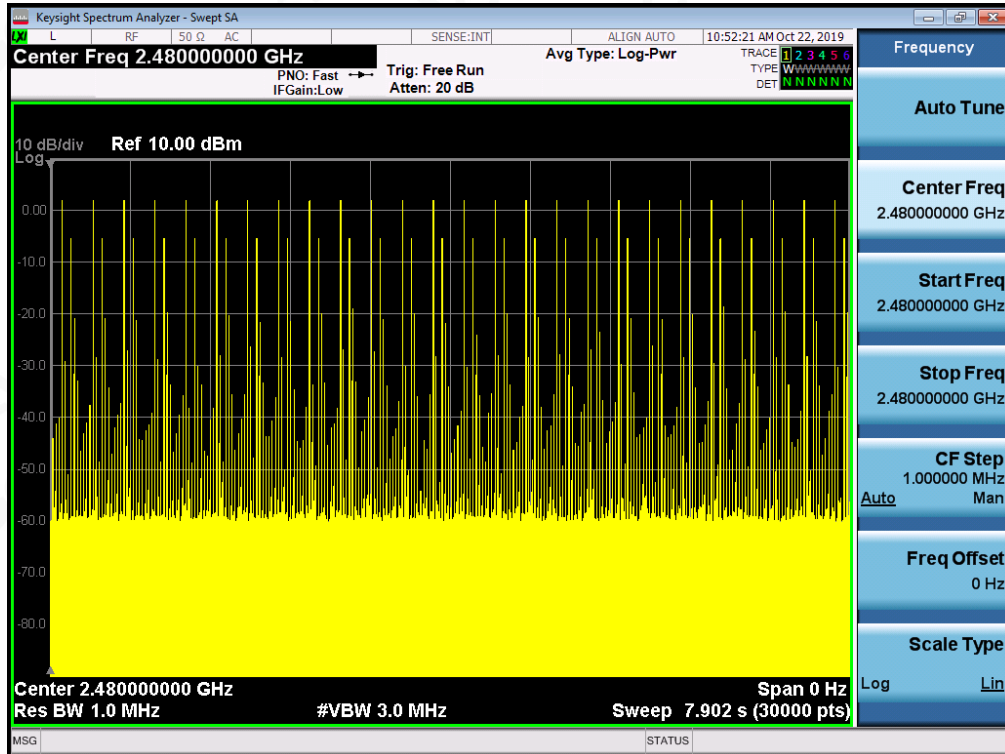 Keysight Spectrum Analyzer - Swept SA
LXI L RF 50 Ω AC SENSE:INT ALIGN AUTO 10:52:21 AM Oct 22, 2019
Center Freq 2.480000000 GHz
PNO: Fast
IFGain:Low
Trig: Free Run
Atten: 20 dB
Avg Type: Log-Pwr
TRACE 1 2 3 4 5 6
TYPE WWWWWW
DET N N N N N N
10 dB/div Ref 10.00 dBm
Log
0.00
-10.0
-20.0
-30.0
-40.0
-50.0
-60.0
-70.0
-80.0
Center 2.480000000 GHz Span 0 Hz
Res BW 1.0 MHz #VBW 3.0 MHz Sweep 7.902 s (30000 pts)
MSG STATUS
Frequency
Auto Tune
Center Freq
2.480000000 GHz
Start Freq
2.480000000 GHz
Stop Freq
2.480000000 GHz
CF Step
1.000000 MHz
Auto Man
Freq Offset
0 Hz
Scale Type
Log Lin